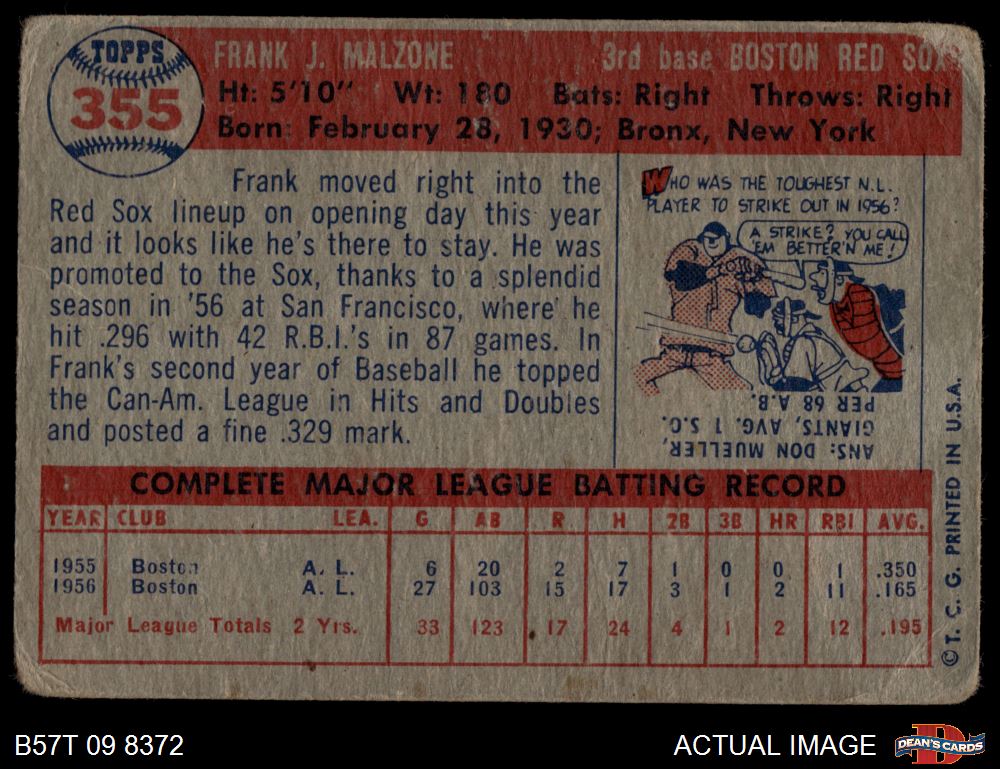 TOPPS
355
FRANK J. MALZONE 3rd base BOSTON RED SOX
Ht: 5'10" Wt: 180 Bats: Right Throws: Right
Born: February 28, 1930; Bronx, New York
Frank moved right into the
Red Sox lineup on opening day this year
and it looks like he's there to stay. He was
promoted to the Sox, thanks to a splendid
season in '56 at San Francisco, where he
hit .296 with 42 R.B.I.'s in 87 games. In
Frank's second year of Baseball he topped
the Can-Am. League in Hits and Doubles
and posted a fine .329 mark.
WHO WAS THE TOUGHEST N.L.
PLAYER TO STRIKE OUT IN 1956?
A STRIKE? YOU CALL
'EM BETTER'N ME!
ANS: DON MUELLER,
GIANTS, AVG. 1 S.O.
PER 68 A.B.
COMPLETE MAJOR LEAGUE BATTING RECORD
YEAR CLUB LEA. G AB R H 2B 3B HR RBI AVG.
1955 Boston A. L. 6 20 2 7 1 0 0 1 .350
1956 Boston A. L. 27 103 15 17 3 1 2 11 .165
Major League Totals 2 Yrs. 33 123 17 24 4 1 2 12 .195
© T. C. G. PRINTED IN U.S.A.
B57T 09 8372
ACTUAL IMAGE
D
DEAN'S CARDS